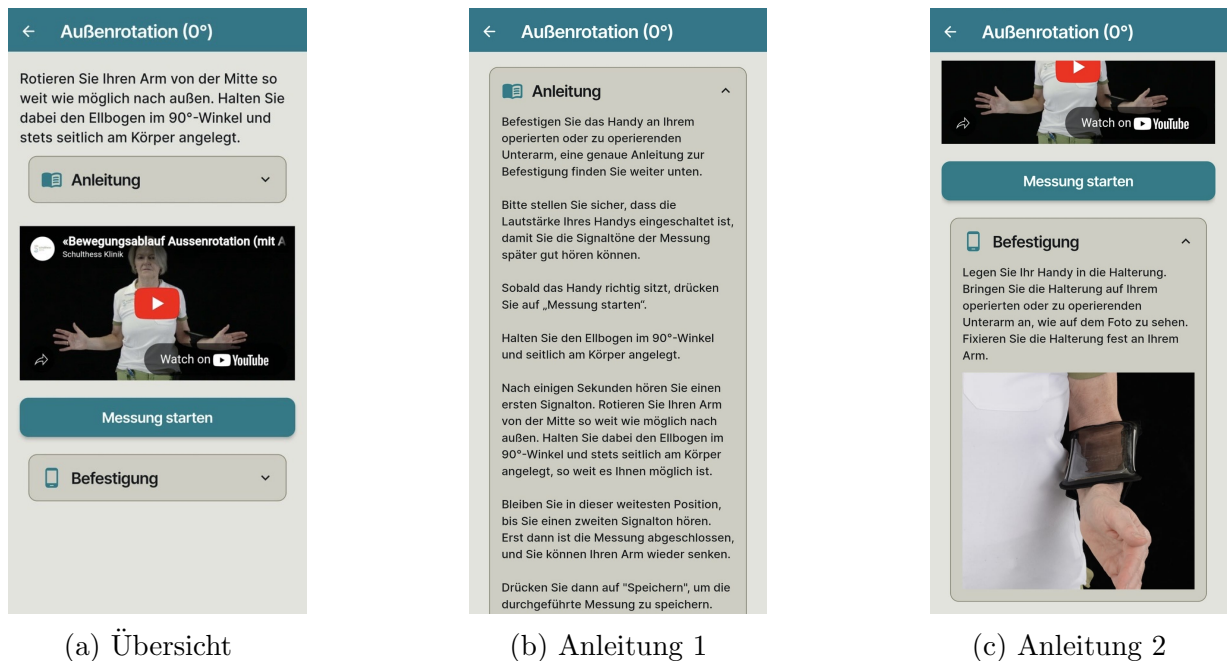 Außenrotation (0°)
Rotieren Sie Ihren Arm von der Mitte so
weit wie möglich nach außen. Halten Sie
dabei den Ellbogen im 90°-Winkel und
stets seitlich am Körper angelegt.
Anleitung
«Bewegungsablauf Aussenrotation (mit A
Schulthess Klinik
Watch on YouTube
Messung starten
Befestigung
(a) Übersicht
Außenrotation (0°)
Anleitung
Befestigen Sie das Handy an Ihrem
operierten oder zu operierenden
Unterarm, eine genaue Anleitung zur
Befestigung finden Sie weiter unten.
Bitte stellen Sie sicher, dass die
Lautstärke Ihres Handys eingeschaltet ist,
damit Sie die Signaltöne der Messung
später gut hören können.
Sobald das Handy richtig sitzt, drücken
Sie auf „Messung starten“.
Halten Sie den Ellbogen im 90°-Winkel
und seitlich am Körper angelegt.
Nach einigen Sekunden hören Sie einen
ersten Signalton. Rotieren Sie Ihren Arm
von der Mitte so weit wie möglich nach
außen. Halten Sie dabei den Ellbogen im
90°-Winkel und stets seitlich am Körper
angelegt, so weit es Ihnen möglich ist.
Bleiben Sie in dieser weitesten Position,
bis Sie einen zweiten Signalton hören.
Erst dann ist die Messung abgeschlossen,
und Sie können Ihren Arm wieder senken.
Drücken Sie dann auf "Speichern", um die
durchgeführte Messung zu speichern.
(b) Anleitung 1
Außenrotation (0°)
Watch on YouTube
Messung starten
Befestigung
Legen Sie Ihr Handy in die Halterung.
Bringen Sie die Halterung auf Ihrem
operierten oder zu operierenden
Unterarm an, wie auf dem Foto zu sehen.
Fixieren Sie die Halterung fest an Ihrem
Arm.
(c) Anleitung 2